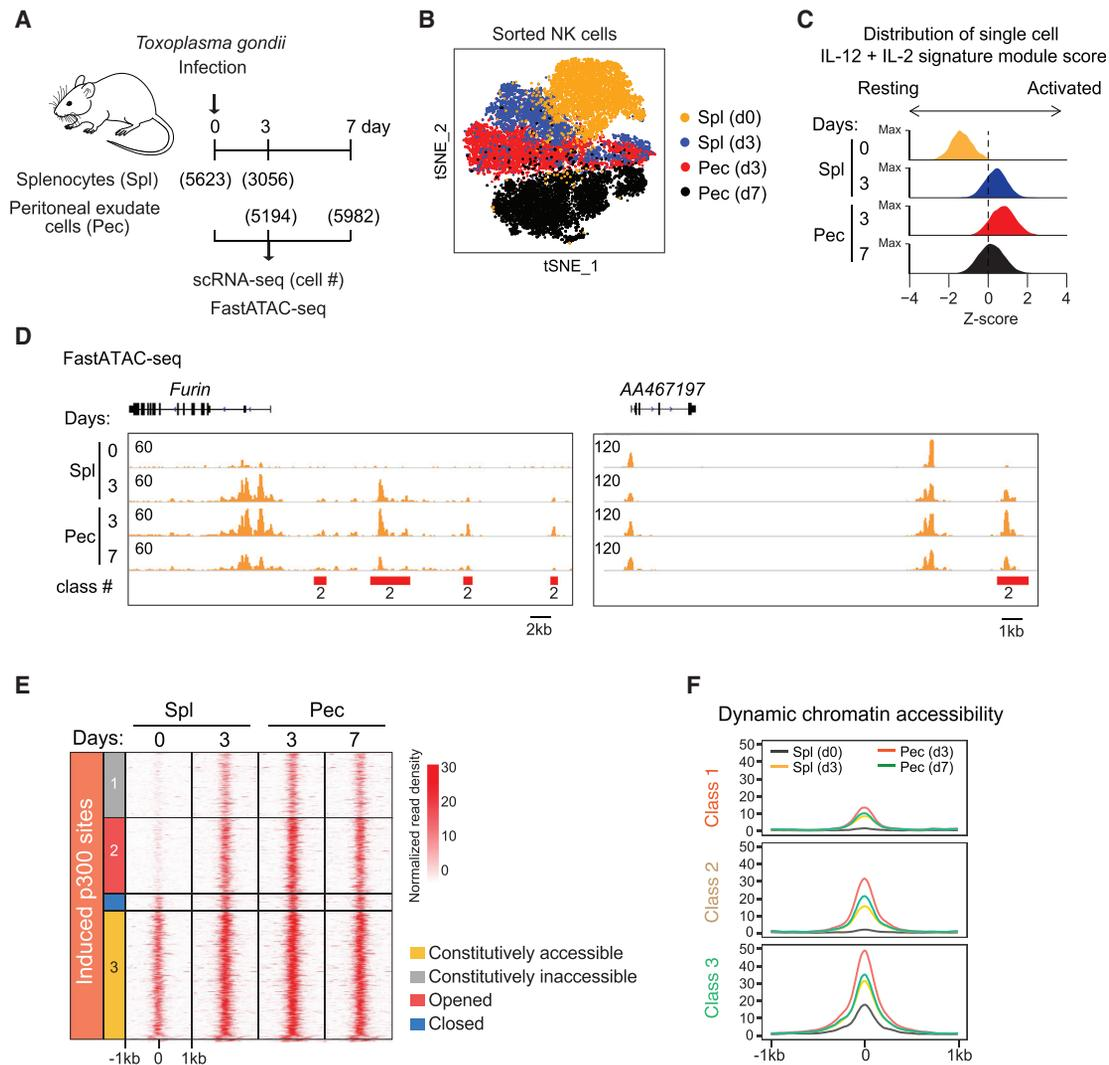 A
Toxoplasma gondii
Infection
0 3 7 day
Splenocytes (Spl) (5623) (3056)
Peritoneal exudate
cells (Pec)
(5194) (5982)
scRNA-seq (cell #)
FastATAC-seq
B
Sorted NK cells
tSNE_2
tSNE_1
Spl (d0)
Spl (d3)
Pec (d3)
Pec (d7)
C
Distribution of single cell
IL-12 + IL-2 signature module score
Resting Activated
Days:
Spl
0 Max
3 Max
Pec
3 Max
7 Max
−4 −2 0 2 4
Z-score
D
FastATAC-seq
Furin
AA467197
Days:
Spl
0 60 120
3 60 120
Pec
3 60 120
7 60 120
class # 2 2 2 2 2
2kb 1kb
E
Spl Pec
Days: 0 3 3 7
Induced p300 sites
1
2
3
-1kb 0 1kb
Normalized read density
30
20
10
0
Constitutively accessible
Constitutively inaccessible
Opened
Closed
F
Dynamic chromatin accessibility
Class 1
50
40
30
20
10
0
Spl (d0) Pec (d3)
Spl (d3) Pec (d7)
Class 2
50
40
30
20
10
0
Class 3
50
40
30
20
10
0
-1kb 0 1kb